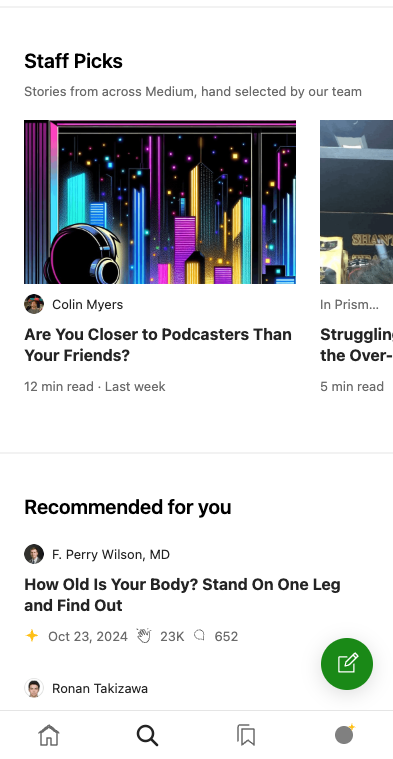 Staff Picks
Stories from across Medium, hand selected by our team
Colin Myers
Are You Closer to Podcasters Than
Your Friends?
12 min read · Last week
In Prism...
Struggling
the Over-
5 min read
Recommended for you
F. Perry Wilson, MD
How Old Is Your Body? Stand On One Leg
and Find Out
Oct 23, 2024 23K 652
Ronan Takizawa